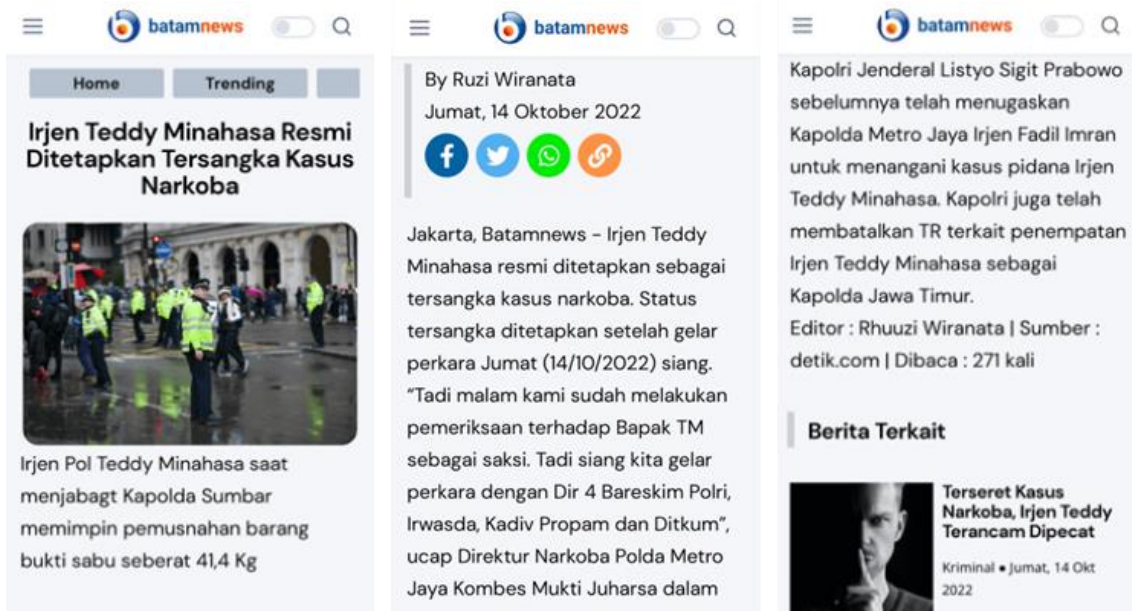 batamnews
Home
Trending
Irjen Teddy Minahasa Resmi
Ditetapkan Tersangka Kasus
Narkoba
Irjen Pol Teddy Minahasa saat
menjabagt Kapolda Sumbar
memimpin pemusnahan barang
bukti sabu seberat 41,4 Kg
batamnews
By Ruzi Wiranata
Jumat, 14 Oktober 2022
Jakarta, Batamnews - Irjen Teddy
Minahasa resmi ditetapkan sebagai
tersangka kasus narkoba. Status
tersangka ditetapkan setelah gelar
perkara Jumat (14/10/2022) siang.
“Tadi malam kami sudah melakukan
pemeriksaan terhadap Bapak TM
sebagai saksi. Tadi siang kita gelar
perkara dengan Dir 4 Bareskim Polri,
Irwasda, Kadiv Propam dan Ditkum”,
ucap Direktur Narkoba Polda Metro
Jaya Kombes Mukti Juharsa dalam
batamnews
Kapolri Jenderal Listyo Sigit Prabowo
sebelumnya telah menugaskan
Kapolda Metro Jaya Irjen Fadil Imran
untuk menangani kasus pidana Irjen
Teddy Minahasa. Kapolri juga telah
membatalkan TR terkait penempatan
Irjen Teddy Minahasa sebagai
Kapolda Jawa Timur.
Editor : Rhuuzi Wiranata | Sumber :
detik.com | Dibaca : 271 kali
Berita Terkait
Terseret Kasus
Narkoba, Irjen Teddy
Terancam Dipecat
Kriminal • Jumat, 14 Okt
2022